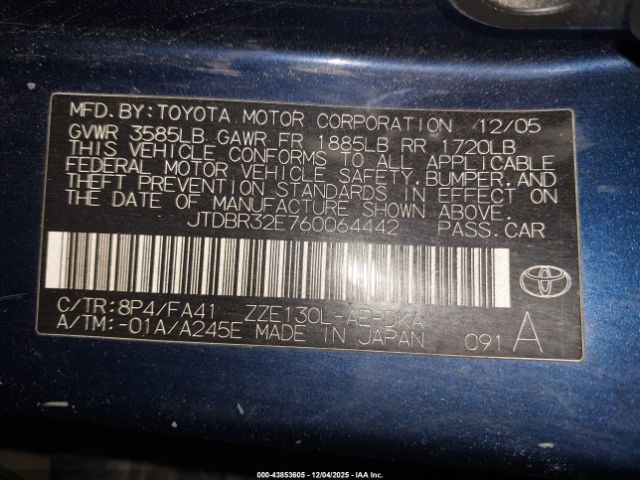 MFD. BY: TOYOTA MOTOR CORPORATION 12/05
GVWR 3585LB GAWR FR 1885LB RR 1720LB
THIS VEHICLE CONFORMS TO ALL APPLICABLE
FEDERAL MOTOR VEHICLE SAFETY, BUMPER, AND
THEFT PREVENTION STANDARDS IN EFFECT ON
THE DATE OF MANUFACTURE SHOWN ABOVE.
JTDBR32E760064442 PASS. CAR
C/TR: 8P4/FA41 ZZE130L-
A/TM: -01A/A245E MADE IN JAPAN 091 A
TOYOTA
000-43853605 - 12/04/2025 - IAA Inc.